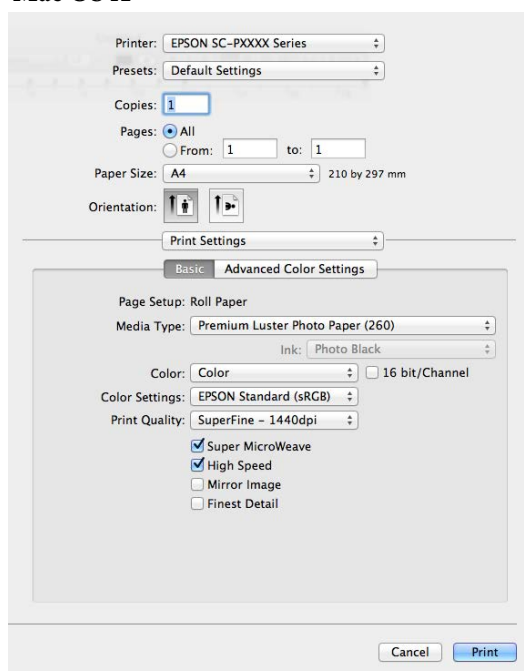 Mac OS X
Printer: EPSON SC-PXXXX Series
Presets: Default Settings
Copies: 1
Pages: All
From: 1 to: 1
Paper Size: A4 210 by 297 mm
Orientation:
Print Settings
Basic Advanced Color Settings
Page Setup: Roll Paper
Media Type: Premium Luster Photo Paper (260)
Ink: Photo Black
Color: Color 16 bit/Channel
Color Settings: EPSON Standard (sRGB)
Print Quality: SuperFine – 1440dpi
Super MicroWeave
High Speed
Mirror Image
Finest Detail
Cancel Print